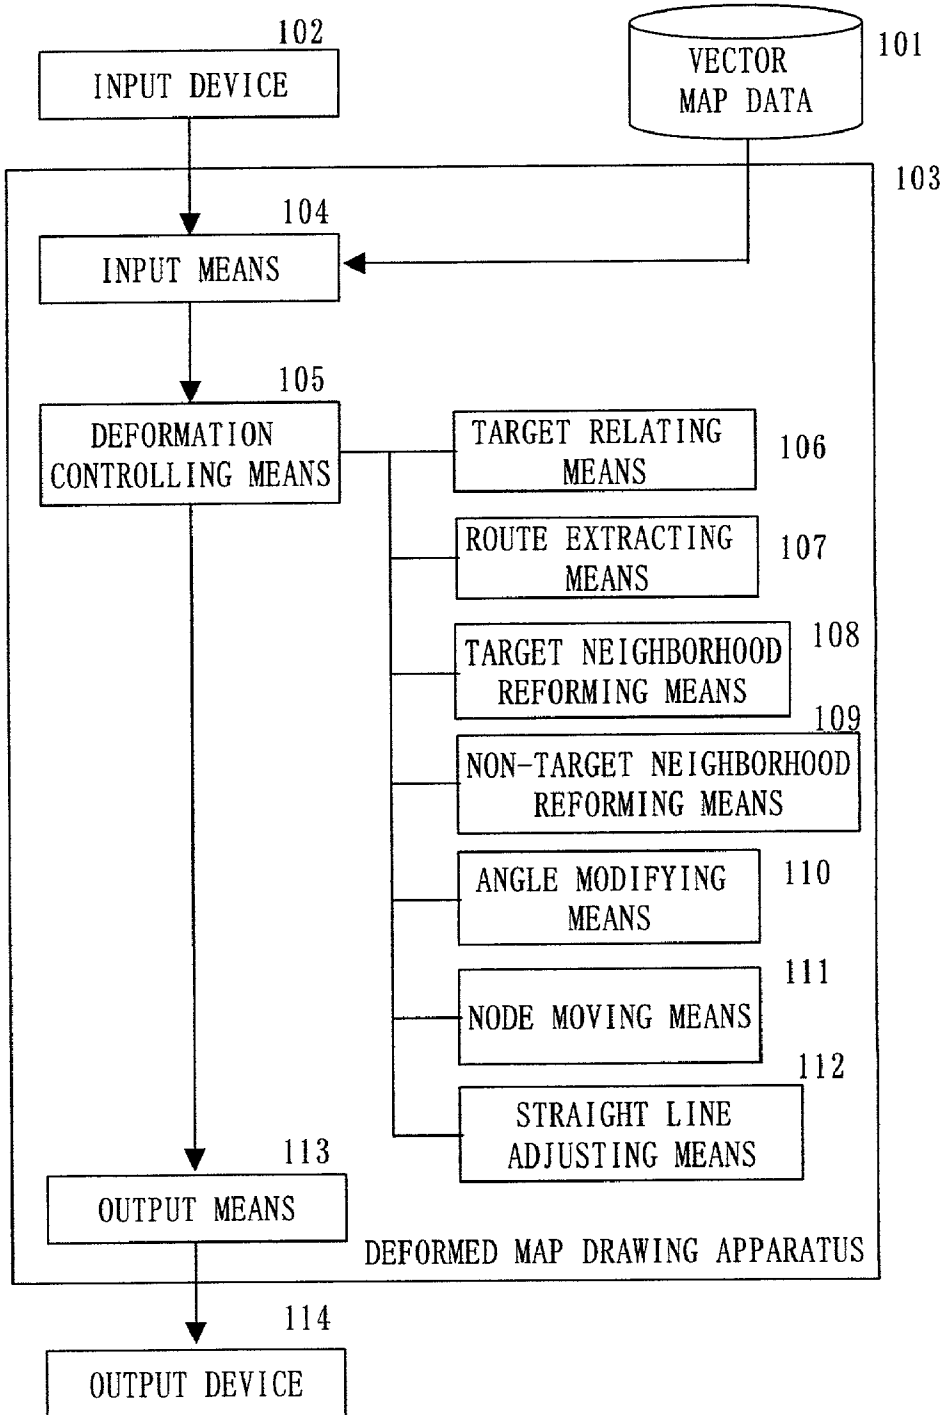 102
INPUT DEVICE
VECTOR
MAP DATA
101
103
104
INPUT MEANS
105
DEFORMATION
CONTROLLING MEANS
TARGET RELATING
MEANS
106
ROUTE EXTRACTING
MEANS
107
108
TARGET NEIGHBORHOOD
REFORMING MEANS
109
NON-TARGET NEIGHBORHOOD
REFORMING MEANS
ANGLE MODIFYING
MEANS
110
111
NODE MOVING MEANS
112
STRAIGHT LINE
ADJUSTING MEANS
113
OUTPUT MEANS
DEFORMED MAP DRAWING APPARATUS
114
OUTPUT DEVICE